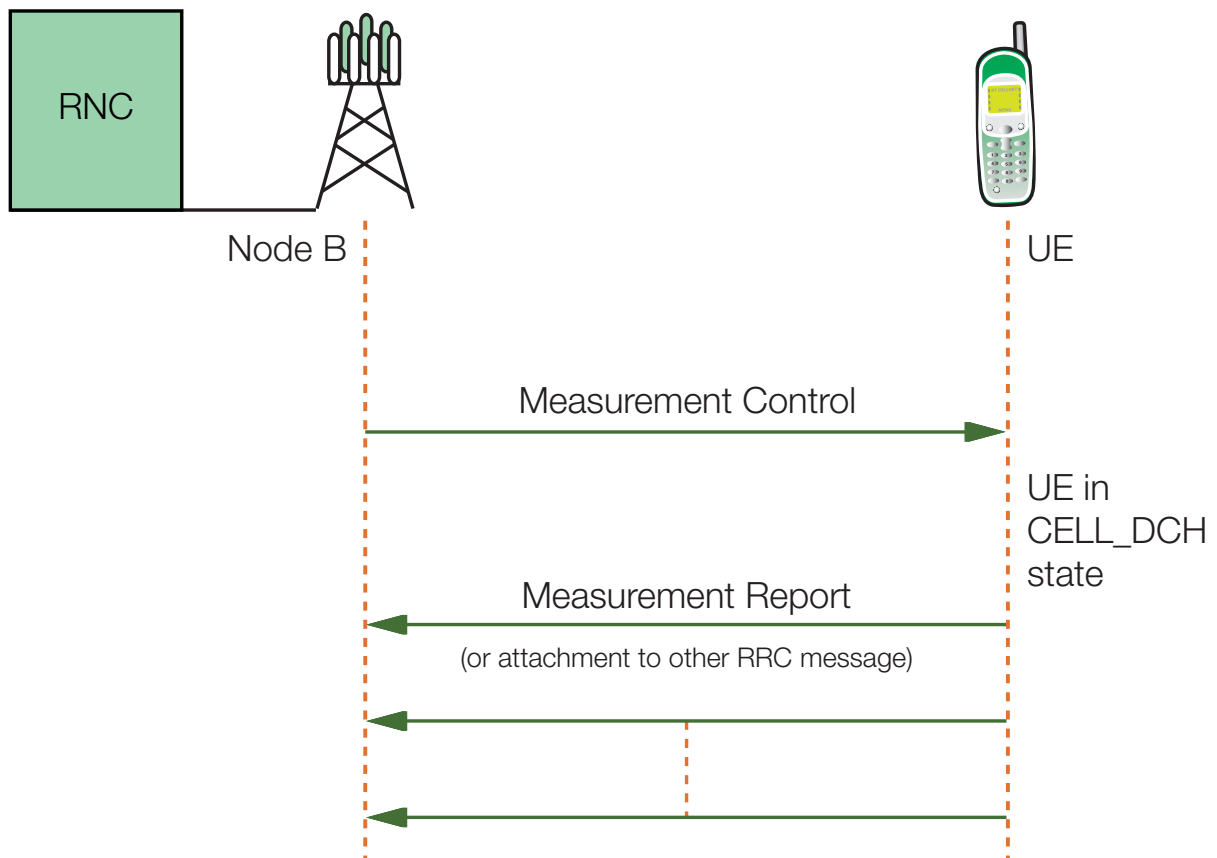 RNC
Node B
UE
Measurement Control
UE in
CELL_DCH
state
Measurement Report
(or attachment to other RRC message)